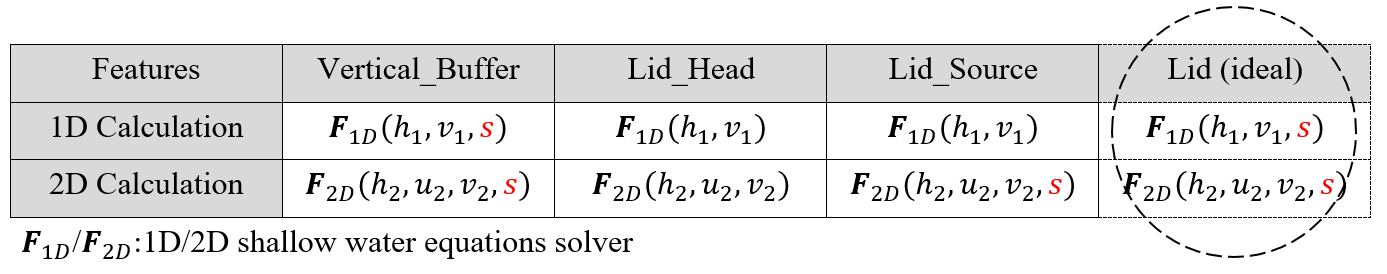 Features Vertical_Buffer Lid_Head Lid_Source Lid (ideal)
1D Calculation 𝑭₁𝐷(ℎ₁, 𝑣₁, 𝑠) 𝑭₁𝐷(ℎ₁, 𝑣₁) 𝑭₁𝐷(ℎ₁, 𝑣₁) 𝑭₁𝐷(ℎ₁, 𝑣₁, 𝑠)
2D Calculation 𝑭₂𝐷(ℎ₂, 𝑢₂, 𝑣₂, 𝑠) 𝑭₂𝐷(ℎ₂, 𝑢₂, 𝑣₂) 𝑭₂𝐷(ℎ₂, 𝑢₂, 𝑣₂, 𝑠) 𝑭₂𝐷(ℎ₂, 𝑢₂, 𝑣₂, 𝑠)
𝑭₁𝐷/𝑭₂𝐷:1D/2D shallow water equations solver